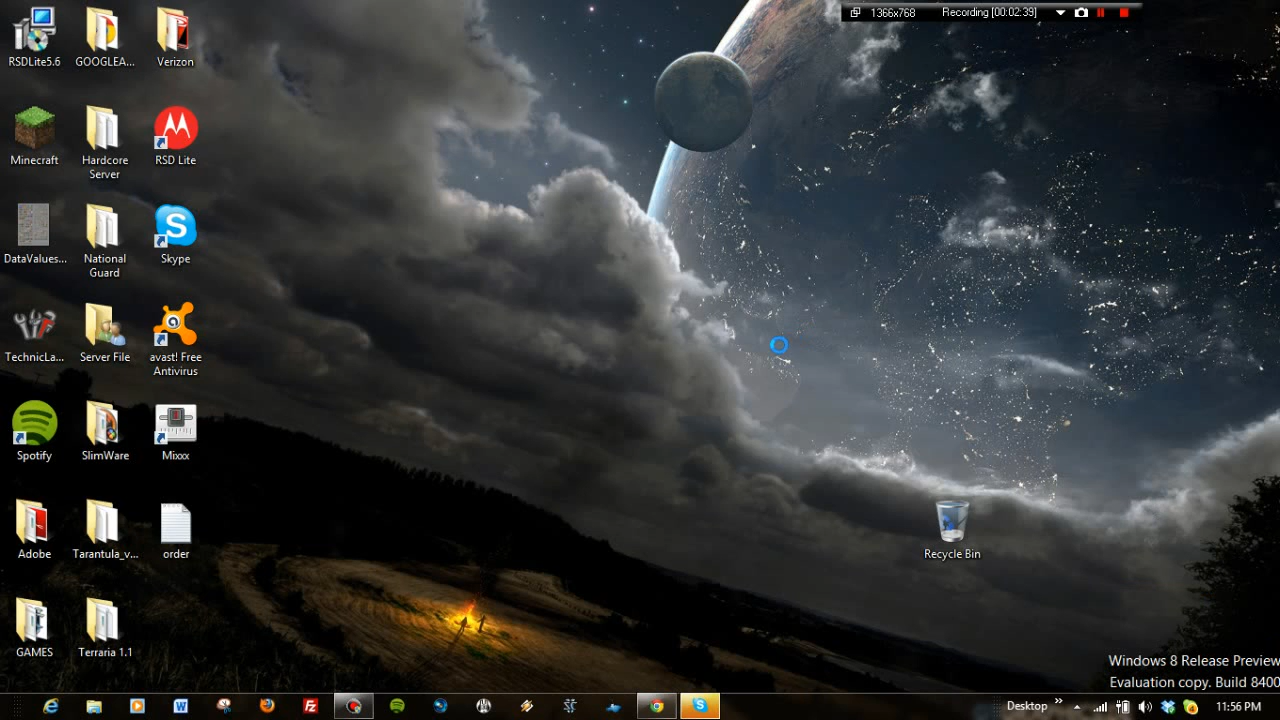 1366x768 Recording [00:02:39]
RSDLite5.6
GOOGLEA...
Verizon
Minecraft
Hardcore
Server
RSD Lite
DataValues...
National
Guard
Skype
TechnicLa...
Server File
avast! Free
Antivirus
Spotify
SlimWare
Mixxx
Adobe
Tarantula_v...
order
GAMES
Terraria 1.1
Recycle Bin
Windows 8 Release Preview
Evaluation copy. Build 8400
Desktop
11:56 PM